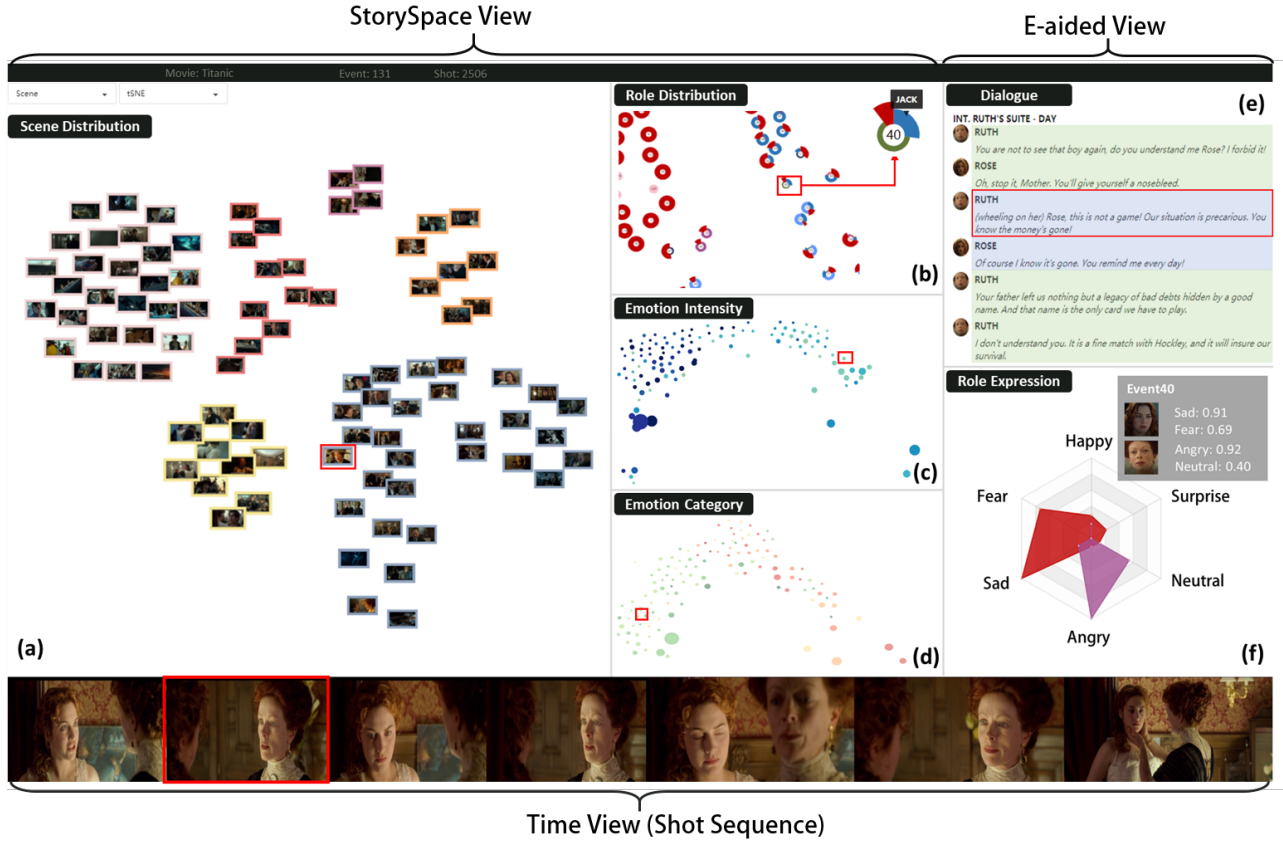 StorySpace View
E-aided View
Movie: Titanic
Event: 131
Shot: 2506
Scene
tSNE
Scene Distribution
(a)
Role Distribution
JACK
40
(b)
Emotion Intensity
(c)
Emotion Category
(d)
Dialogue
(e)
INT. RUTH'S SUITE - DAY
RUTH
You are not to see that boy again, do you understand me Rose? I forbid it!
ROSE
Oh, stop it, Mother. You'll give yourself a nosebleed.
RUTH
(wheeling on her) Rose, this is not a game! Our situation is precarious. You
know the money's gone!
ROSE
Of course I know it's gone. You remind me every day!
RUTH
Your father left us nothing but a legacy of bad debts hidden by a good
name. And that name is the only card we have to play.
RUTH
I don't understand you. It is a fine match with Hockley, and it will insure our
survival.
Role Expression
Event40
Sad: 0.91
Fear: 0.69
Angry: 0.92
Neutral: 0.40
Happy
Fear
Surprise
Sad
Neutral
Angry
(f)
Time View (Shot Sequence)